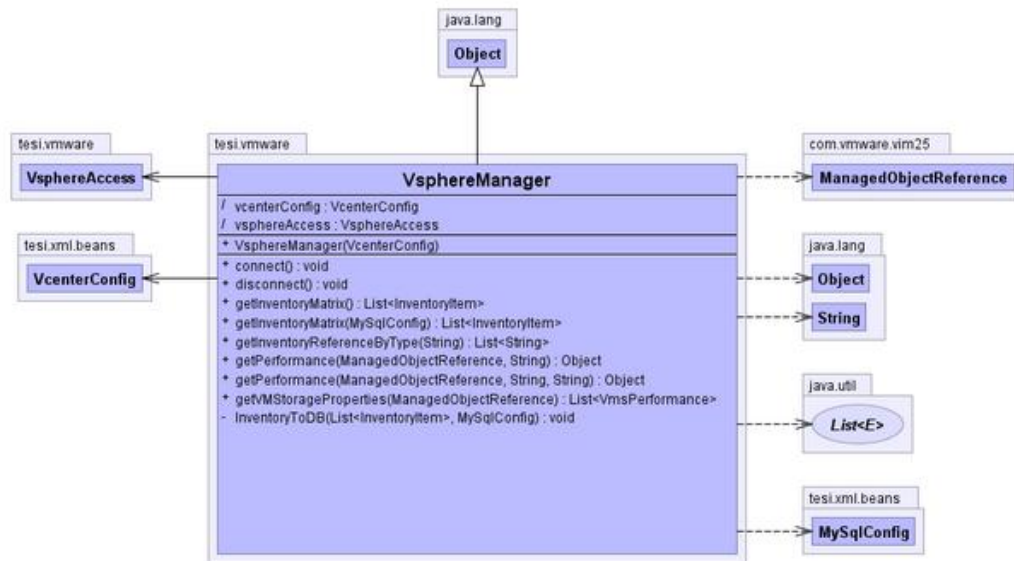 java.lang
Object
tesi.vmware
VsphereAccess
tesi.xml.beans
VcenterConfig
tesi.vmware
VsphereManager
/ vcenterConfig : VcenterConfig
/ vsphereAccess : VsphereAccess
+ VsphereManager(VcenterConfig)
+ connect() : void
+ disconnect() : void
+ getInventoryMatrix() : List<InventoryItem>
+ getInventoryMatrix(MySqlConfig) : List<InventoryItem>
+ getInventoryReferenceByType(String) : List<String>
+ getPerformance(ManagedObjectReference, String) : Object
+ getPerformance(ManagedObjectReference, String, String) : Object
+ getVMStorageProperties(ManagedObjectReference) : List<VmsPerformance>
- InventoryToDB(List<InventoryItem>, MySqlConfig) : void
com.vmware.vim25
ManagedObjectReference
java.lang
Object
String
java.util
List<E>
tesi.xml.beans
MySqlConfig